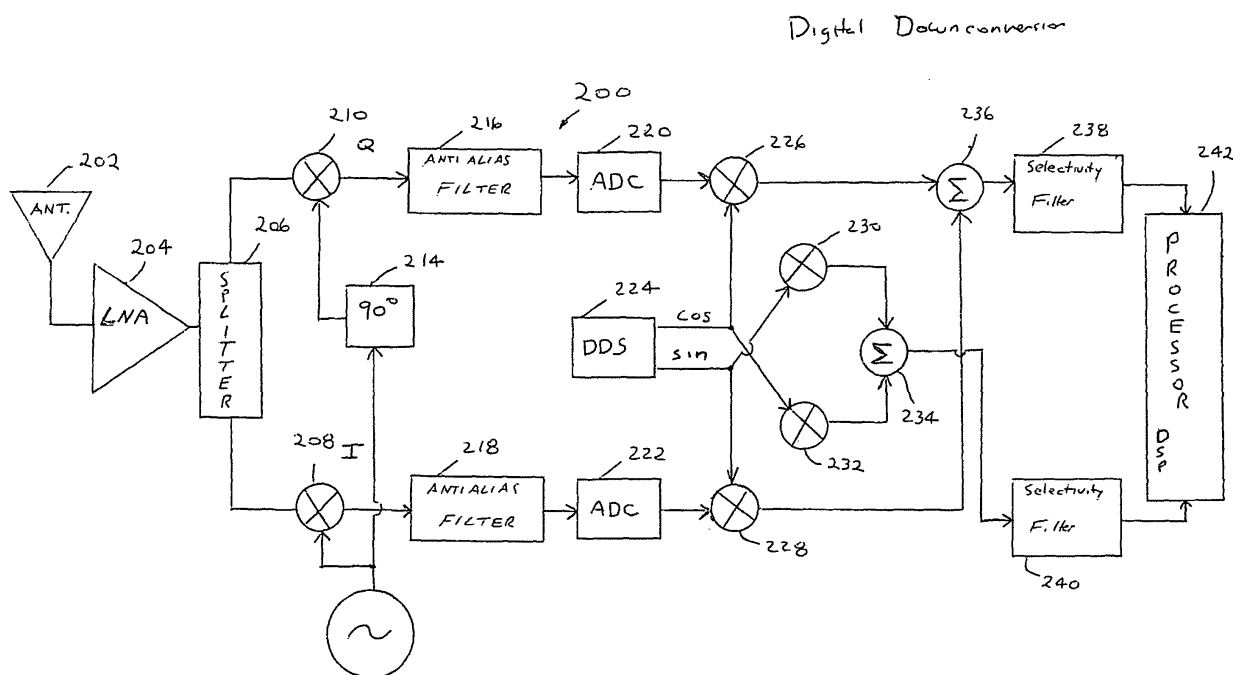 Digital Downconversion
200
210
Q
216
220
226
236
238
242
202
ANT.
ANTI ALIAS
FILTER
ADC
Σ
Selectivity
Filter
204
LNA
206
SPLITTER
214
90°
224
DDS
cos
sin
230
Σ
234
232
PROCESSOR
DSP
208
I
218
ANTIALIAS
FILTER
222
ADC
228
Selectivity
Filter
240
~